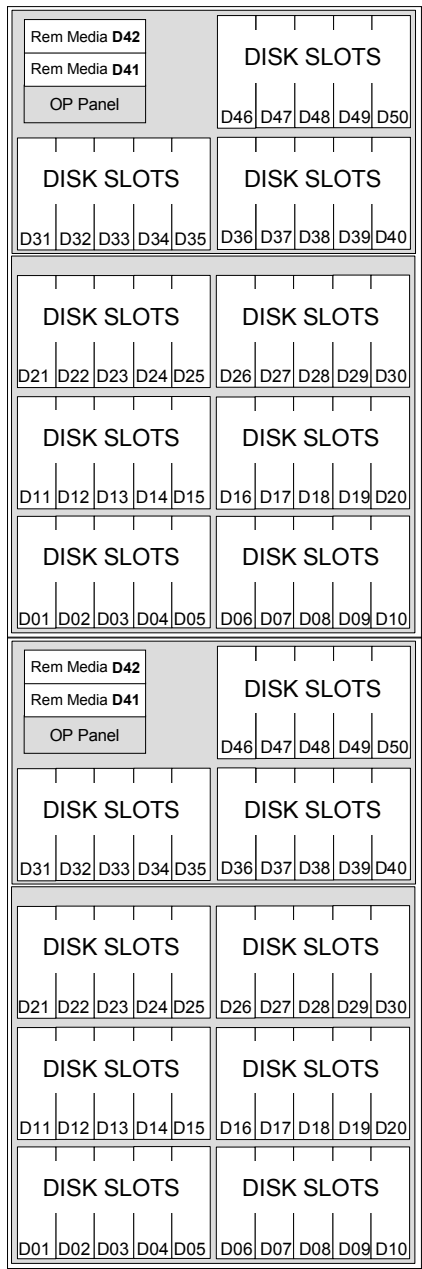 Rem Media D42
Rem Media D41
OP Panel
DISK SLOTS
D46 D47 D48 D49 D50
DISK SLOTS DISK SLOTS
D31 D32 D33 D34 D35 D36 D37 D38 D39 D40
DISK SLOTS DISK SLOTS
D21 D22 D23 D24 D25 D26 D27 D28 D29 D30
DISK SLOTS DISK SLOTS
D11 D12 D13 D14 D15 D16 D17 D18 D19 D20
DISK SLOTS DISK SLOTS
D01 D02 D03 D04 D05 D06 D07 D08 D09 D10
Rem Media D42
Rem Media D41
OP Panel
DISK SLOTS
D46 D47 D48 D49 D50
DISK SLOTS DISK SLOTS
D31 D32 D33 D34 D35 D36 D37 D38 D39 D40
DISK SLOTS DISK SLOTS
D21 D22 D23 D24 D25 D26 D27 D28 D29 D30
DISK SLOTS DISK SLOTS
D11 D12 D13 D14 D15 D16 D17 D18 D19 D20
DISK SLOTS DISK SLOTS
D01 D02 D03 D04 D05 D06 D07 D08 D09 D10